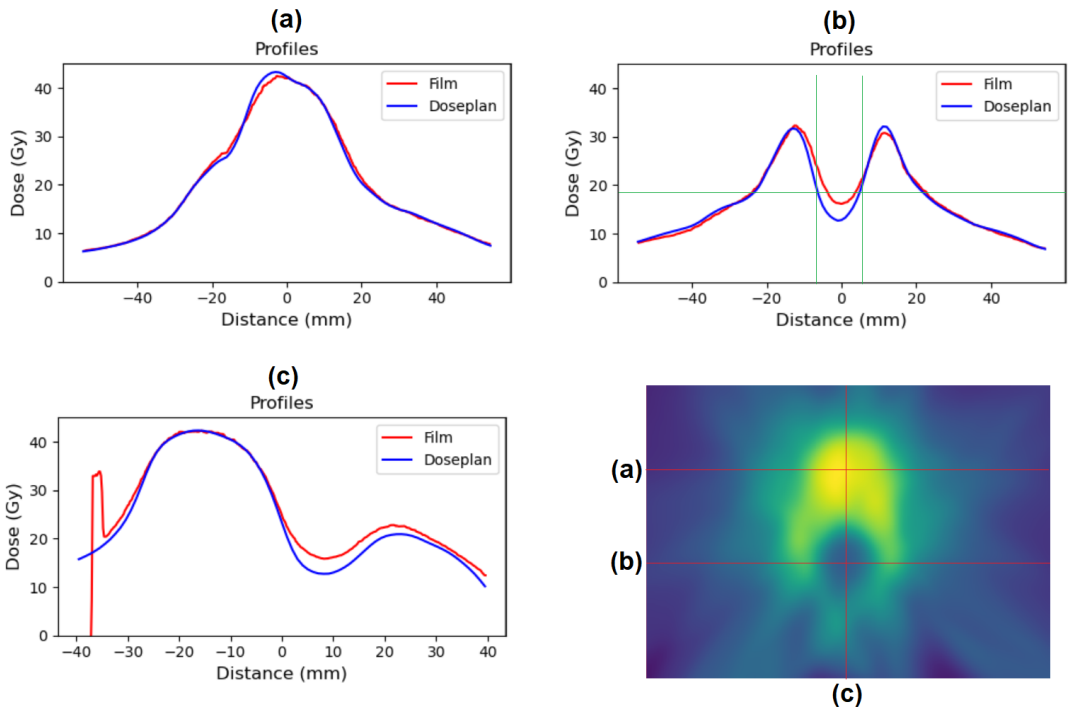 (a)
Profiles
Film
Doseplan
Dose (Gy)
40
30
20
10
0
−40 −20 0 20 40
Distance (mm)
(b)
Profiles
Film
Doseplan
Dose (Gy)
40
30
20
10
0
−40 −20 0 20 40
Distance (mm)
(c)
Profiles
Film
Doseplan
Dose (Gy)
40
30
20
10
0
−40 −30 −20 −10 0 10 20 30 40
Distance (mm)
(a)
(b)
(c)